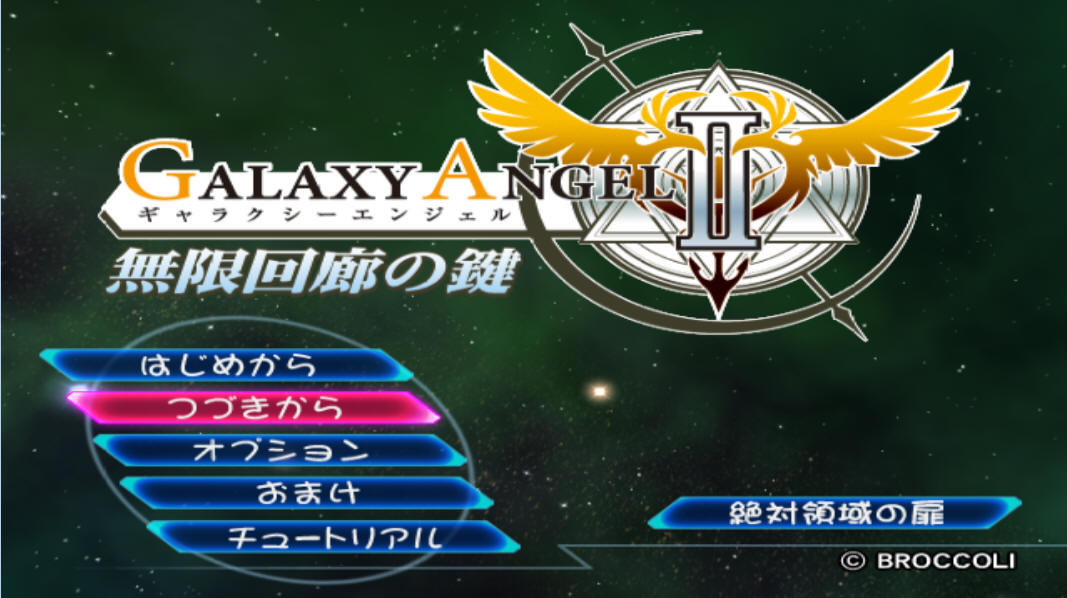 GALAXY ANGEL II
ギャラクシーエンジェル
無限回廊の鍵
はじめから
つづきから
オプション
おまけ
チュートリアル
絶対領域の扉
© BROCCOLI